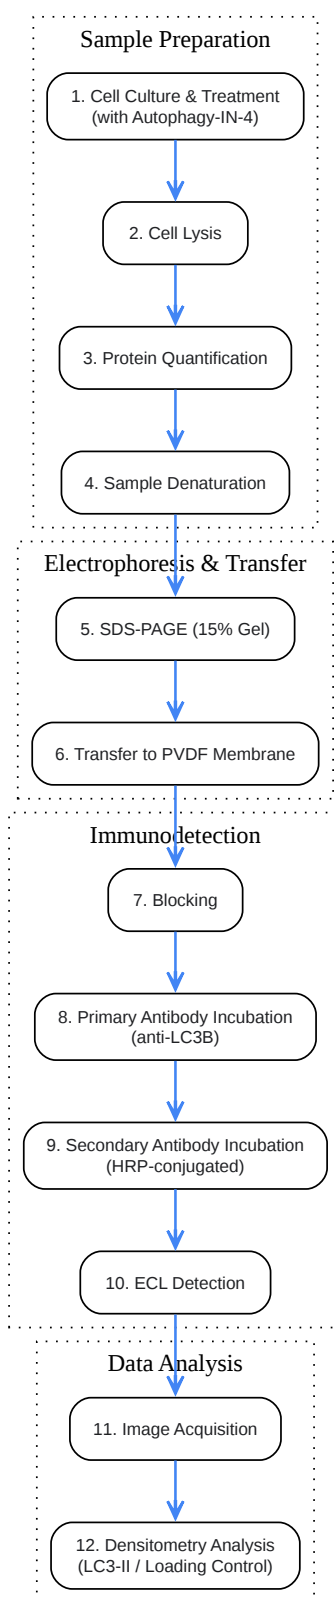 Sample Preparation
1. Cell Culture & Treatment
(with Autophagy-IN-4)
2. Cell Lysis
3. Protein Quantification
4. Sample Denaturation
Electrophoresis & Transfer
5. SDS-PAGE (15% Gel)
6. Transfer to PVDF Membrane
Immunodetection
7. Blocking
8. Primary Antibody Incubation
(anti-LC3B)
9. Secondary Antibody Incubation
(HRP-conjugated)
10. ECL Detection
Data Analysis
11. Image Acquisition
12. Densitometry Analysis
(LC3-II / Loading Control)